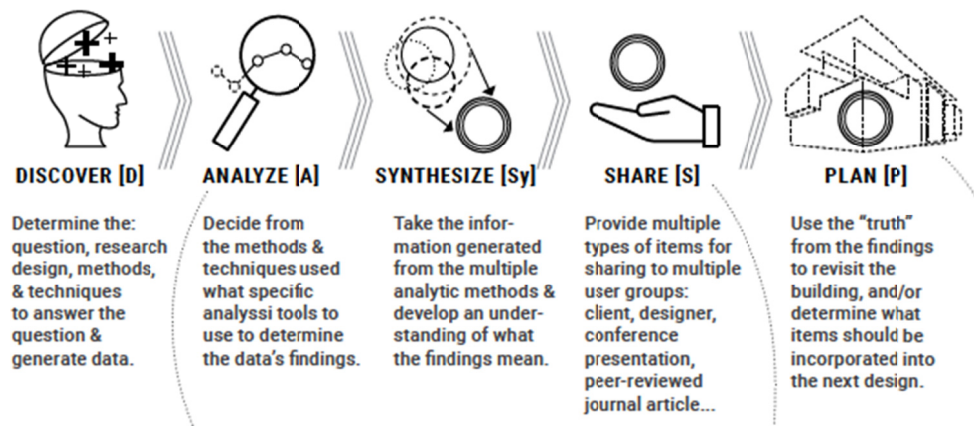 DISCOVER [D]
Determine the:
question, research
design, methods,
& techniques
to answer the
question &
generate data.
ANALYZE [A]
Decide from
the methods &
techniques used
what specific
analyssi tools to
use to determine
the data's findings.
SYNTHESIZE [Sy]
Take the infor-
mation generated
from the multiple
analytic methods &
develop an under-
standing of what
the findings mean.
SHARE [S]
Provide multiple
types of items for
sharing to multiple
user groups:
client, designer,
conference
presentation,
peer-reviewed
journal article...
PLAN [P]
Use the “truth”
from the findings
to revisit the
building, and/or
determine what
items should be
incorporated into
the next design.